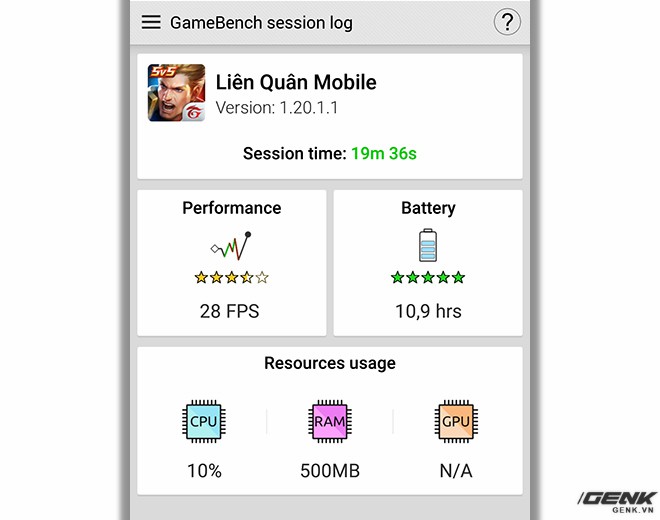 GameBench session log
?
5v5
Liên Quân Mobile
Version: 1.20.1.1
Session time: 19m 36s
Performance
Battery
28 FPS
10,9 hrs
Resources usage
CPU
RAM
GPU
10%
500MB
N/A
GENK
GENK.VN